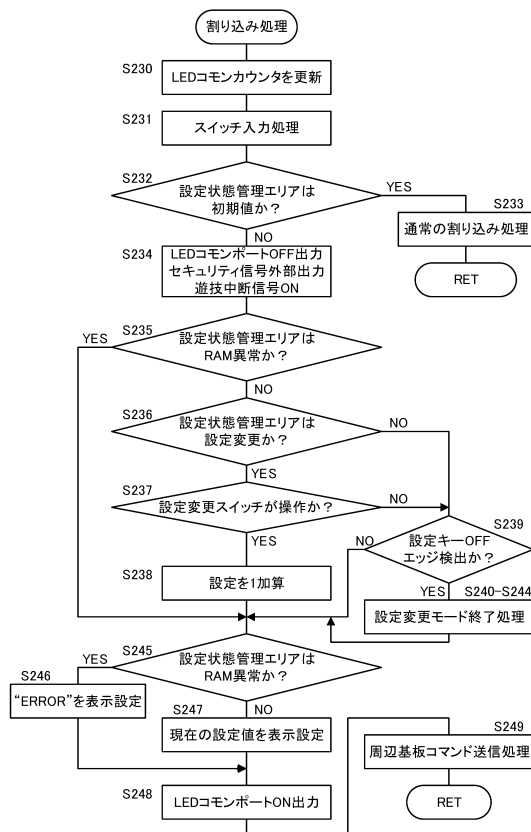 割り込み処理
S230
LEDコモンカウンタを更新
S231
スイッチ入力処理
S232
設定状態管理エリアは
初期値か？
YES
S233
通常の割り込み処理
RET
NO
S234
LEDコモンポートOFF出力
セキュリティ信号外部出力
遊技中断信号ON
S235
YES
設定状態管理エリアは
RAM異常か？
NO
S236
設定状態管理エリアは
設定変更か？
NO
YES
S237
設定変更スイッチが操作か？
NO
YES
S239
NO
設定キーOFF
エッジ検出か？
S238
設定を1加算
YES
S240-S244
設定変更モード終了処理
S245
YES
設定状態管理エリアは
RAM異常か？
S246
“ERROR”を表示設定
NO
S247
現在の設定値を表示設定
S249
周辺基板コマンド送信処理
S248
LEDコモンポートON出力
RET